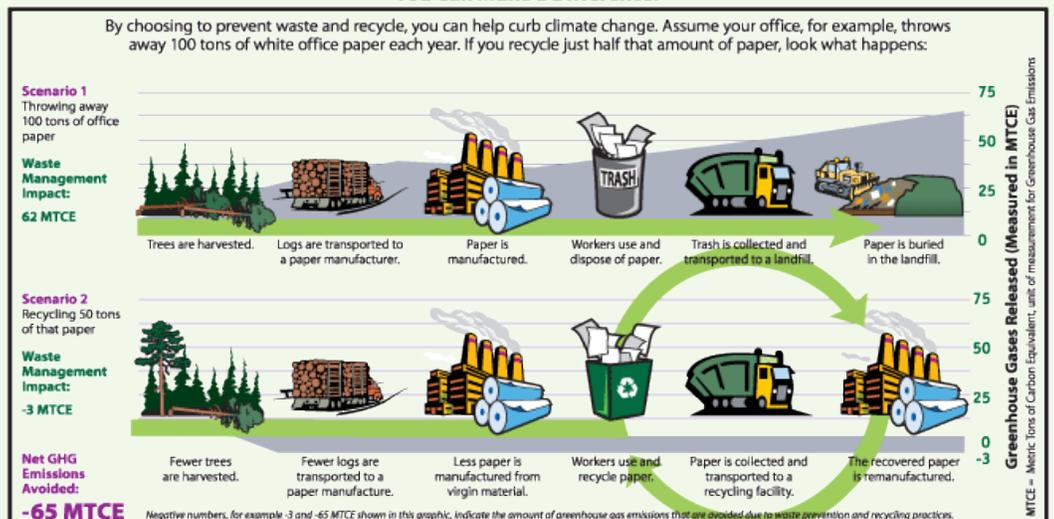 By choosing to prevent waste and recycle, you can help curb climate change. Assume your office, for example, throws
away 100 tons of white office paper each year. If you recycle just half that amount of paper, look what happens:
Scenario 1
Throwing away
100 tons of office
paper
Waste
Management
Impact:
62 MTCE
TRASH
Trees are harvested.
Logs are transported to
a paper manufacturer.
Paper is
manufactured.
Workers use and
dispose of paper.
Trash is collected and
transported to a landfill.
Paper is buried
in the landfill.
75
50
25
0
Scenario 2
Recycling 50 tons
of that paper
Waste
Management
Impact:
-3 MTCE
Fewer trees
are harvested.
Fewer logs are
transported to a
paper manufacture.
Less paper is
manufactured from
virgin material.
Workers use and
recycle paper.
Paper is collected and
transported to a
recycling facility.
The recovered paper
is remanufactured.
75
50
25
0
-3
Net GHG
Emissions
Avoided:
-65 MTCE
Negative numbers, for example -3 and -65 MTCE shown in this graphic, indicate the amount of greenhouse gas emissions that are avoided due to waste prevention and recycling practices.
Greenhouse Gases Released (Measured in MTCE)
MTCE = Metric Tons of Carbon Equivalent, unit of measurement for Greenhouse Gas Emissions